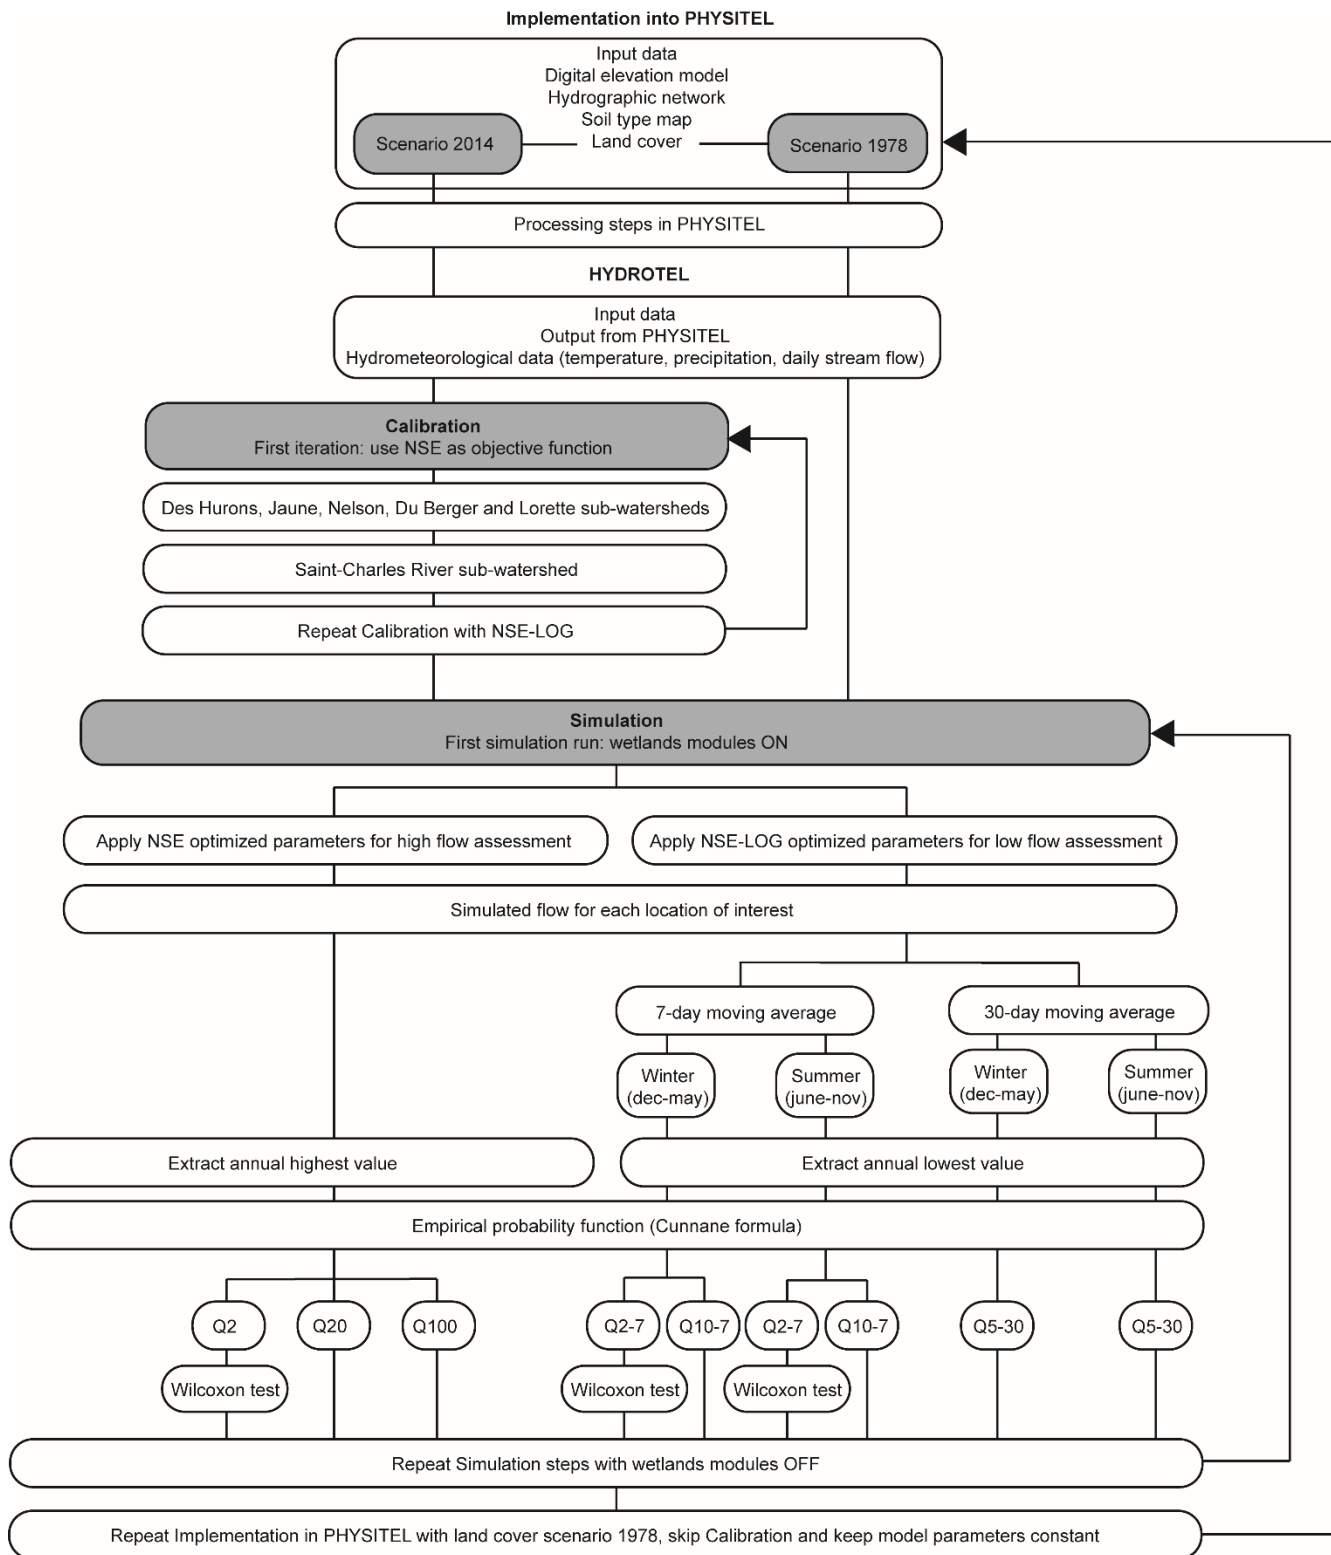 Implementation into PHYSITEL
Input data
Digital elevation model
Hydrographic network
Soil type map
Land cover
Scenario 2014
Scenario 1978
Processing steps in PHYSITEL
HYDROTEL
Input data
Output from PHYSITEL
Hydrometeorological data (temperature, precipitation, daily stream flow)
Calibration
First iteration: use NSE as objective function
Des Hurons, Jaune, Nelson, Du Berger and Lorette sub-watersheds
Saint-Charles River sub-watershed
Repeat Calibration with NSE-LOG
Simulation
First simulation run: wetlands modules ON
Apply NSE optimized parameters for high flow assessment
Apply NSE-LOG optimized parameters for low flow assessment
Simulated flow for each location of interest
7-day moving average
30-day moving average
Winter
(dec-may)
Summer
(june-nov)
Winter
(dec-may)
Summer
(june-nov)
Extract annual highest value
Extract annual lowest value
Empirical probability function (Cunnane formula)
Q2
Q20
Q100
Q2-7
Q10-7
Q2-7
Q10-7
Q5-30
Q5-30
Wilcoxon test
Wilcoxon test
Wilcoxon test
Repeat Simulation steps with wetlands modules OFF
Repeat Implementation in PHYSITEL with land cover scenario 1978, skip Calibration and keep model parameters constant